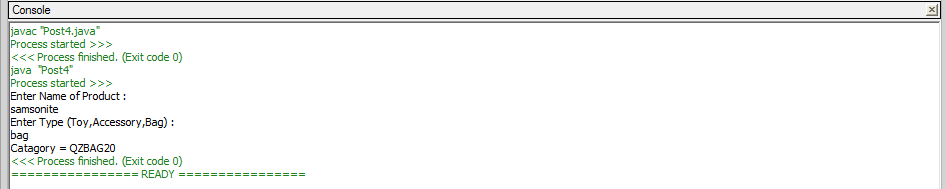 Console
javac "Post4.java"
Process started >>>
<<< Process finished. (Exit code 0)
java  "Post4"
Process started >>>
Enter Name of Product :
samsonite
Enter Type (Toy,Accessory,Bag) :
bag
Catagory = QZBAG20
<<< Process finished. (Exit code 0)
================ READY ================